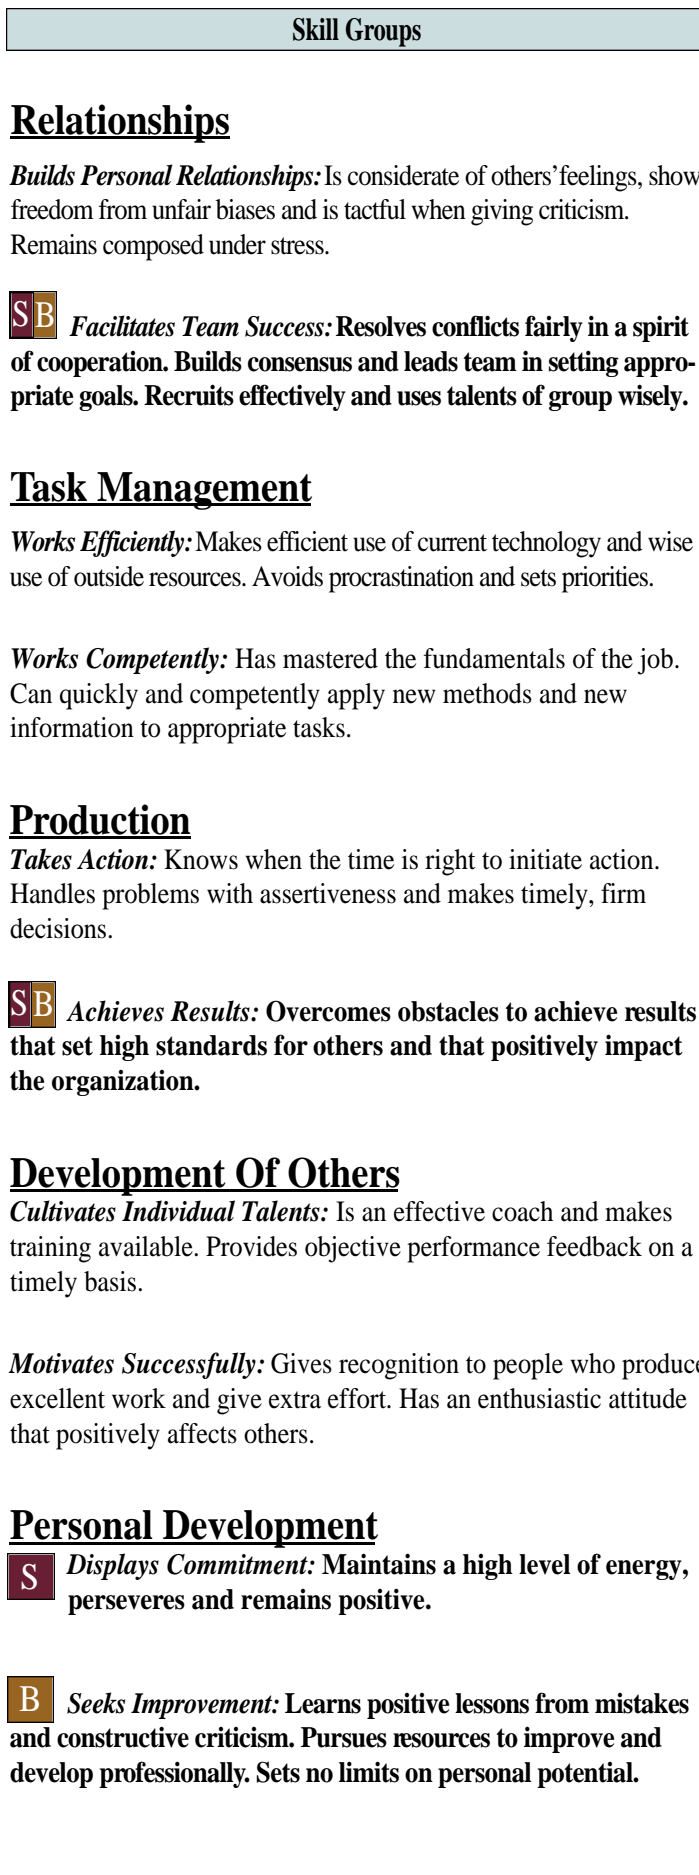 Skill Groups
Relationships
Builds Personal Relationships: Is considerate of others' feelings, show
freedom from unfair biases and is tactful when giving criticism.
Remains composed under stress.
S B Facilitates Team Success: Resolves conflicts fairly in a spirit
of cooperation. Builds consensus and leads team in setting appro-
priate goals. Recruits effectively and uses talents of group wisely.
Task Management
Works Efficiently: Makes efficient use of current technology and wise
use of outside resources. Avoids procrastination and sets priorities.
Works Competently: Has mastered the fundamentals of the job.
Can quickly and competently apply new methods and new
information to appropriate tasks.
Production
Takes Action: Knows when the time is right to initiate action.
Handles problems with assertiveness and makes timely, firm
decisions.
S B Achieves Results: Overcomes obstacles to achieve results
that set high standards for others and that positively impact
the organization.
Development Of Others
Cultivates Individual Talents: Is an effective coach and makes
training available. Provides objective performance feedback on a
timely basis.
Motivates Successfully: Gives recognition to people who produce
excellent work and give extra effort. Has an enthusiastic attitude
that positively affects others.
Personal Development
S Displays Commitment: Maintains a high level of energy,
perseveres and remains positive.
B Seeks Improvement: Learns positive lessons from mistakes
and constructive criticism. Pursues resources to improve and
develop professionally. Sets no limits on personal potential.